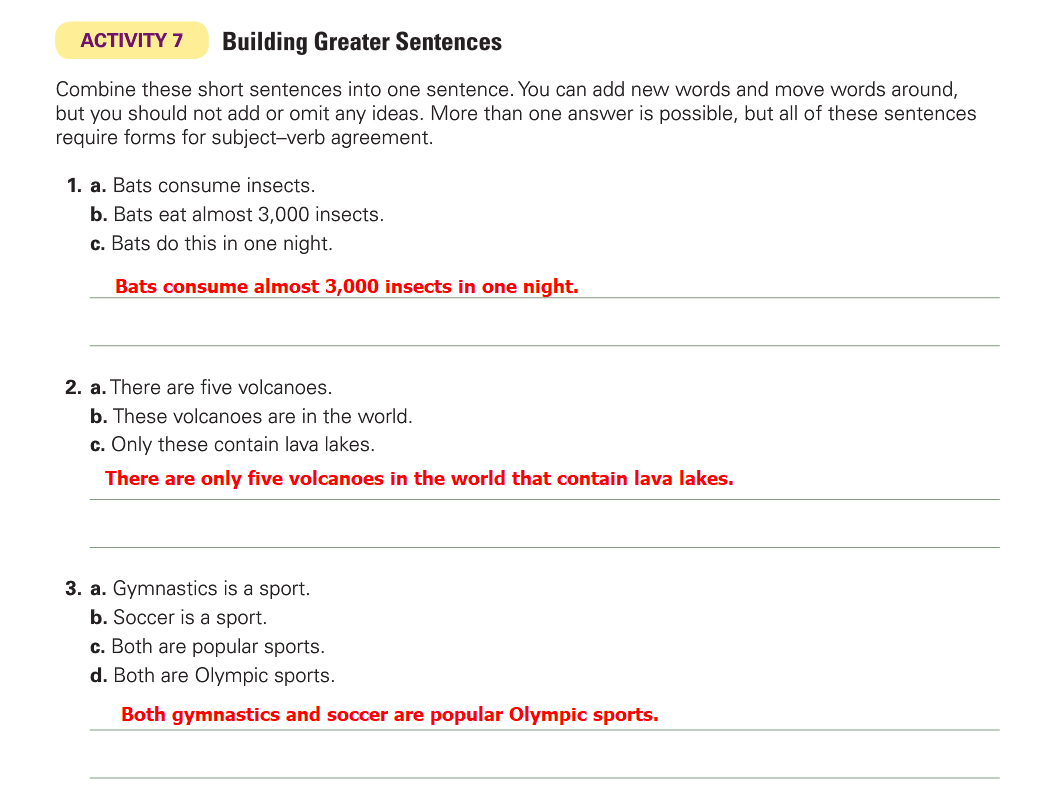 ACTIVITY 7 Building Greater Sentences
Combine these short sentences into one sentence. You can add new words and move words around,
but you should not add or omit any ideas. More than one answer is possible, but all of these sentences
require forms for subject–verb agreement.
1. a. Bats consume insects.
b. Bats eat almost 3,000 insects.
c. Bats do this in one night.
Bats consume almost 3,000 insects in one night.
2. a. There are five volcanoes.
b. These volcanoes are in the world.
c. Only these contain lava lakes.
There are only five volcanoes in the world that contain lava lakes.
3. a. Gymnastics is a sport.
b. Soccer is a sport.
c. Both are popular sports.
d. Both are Olympic sports.
Both gymnastics and soccer are popular Olympic sports.